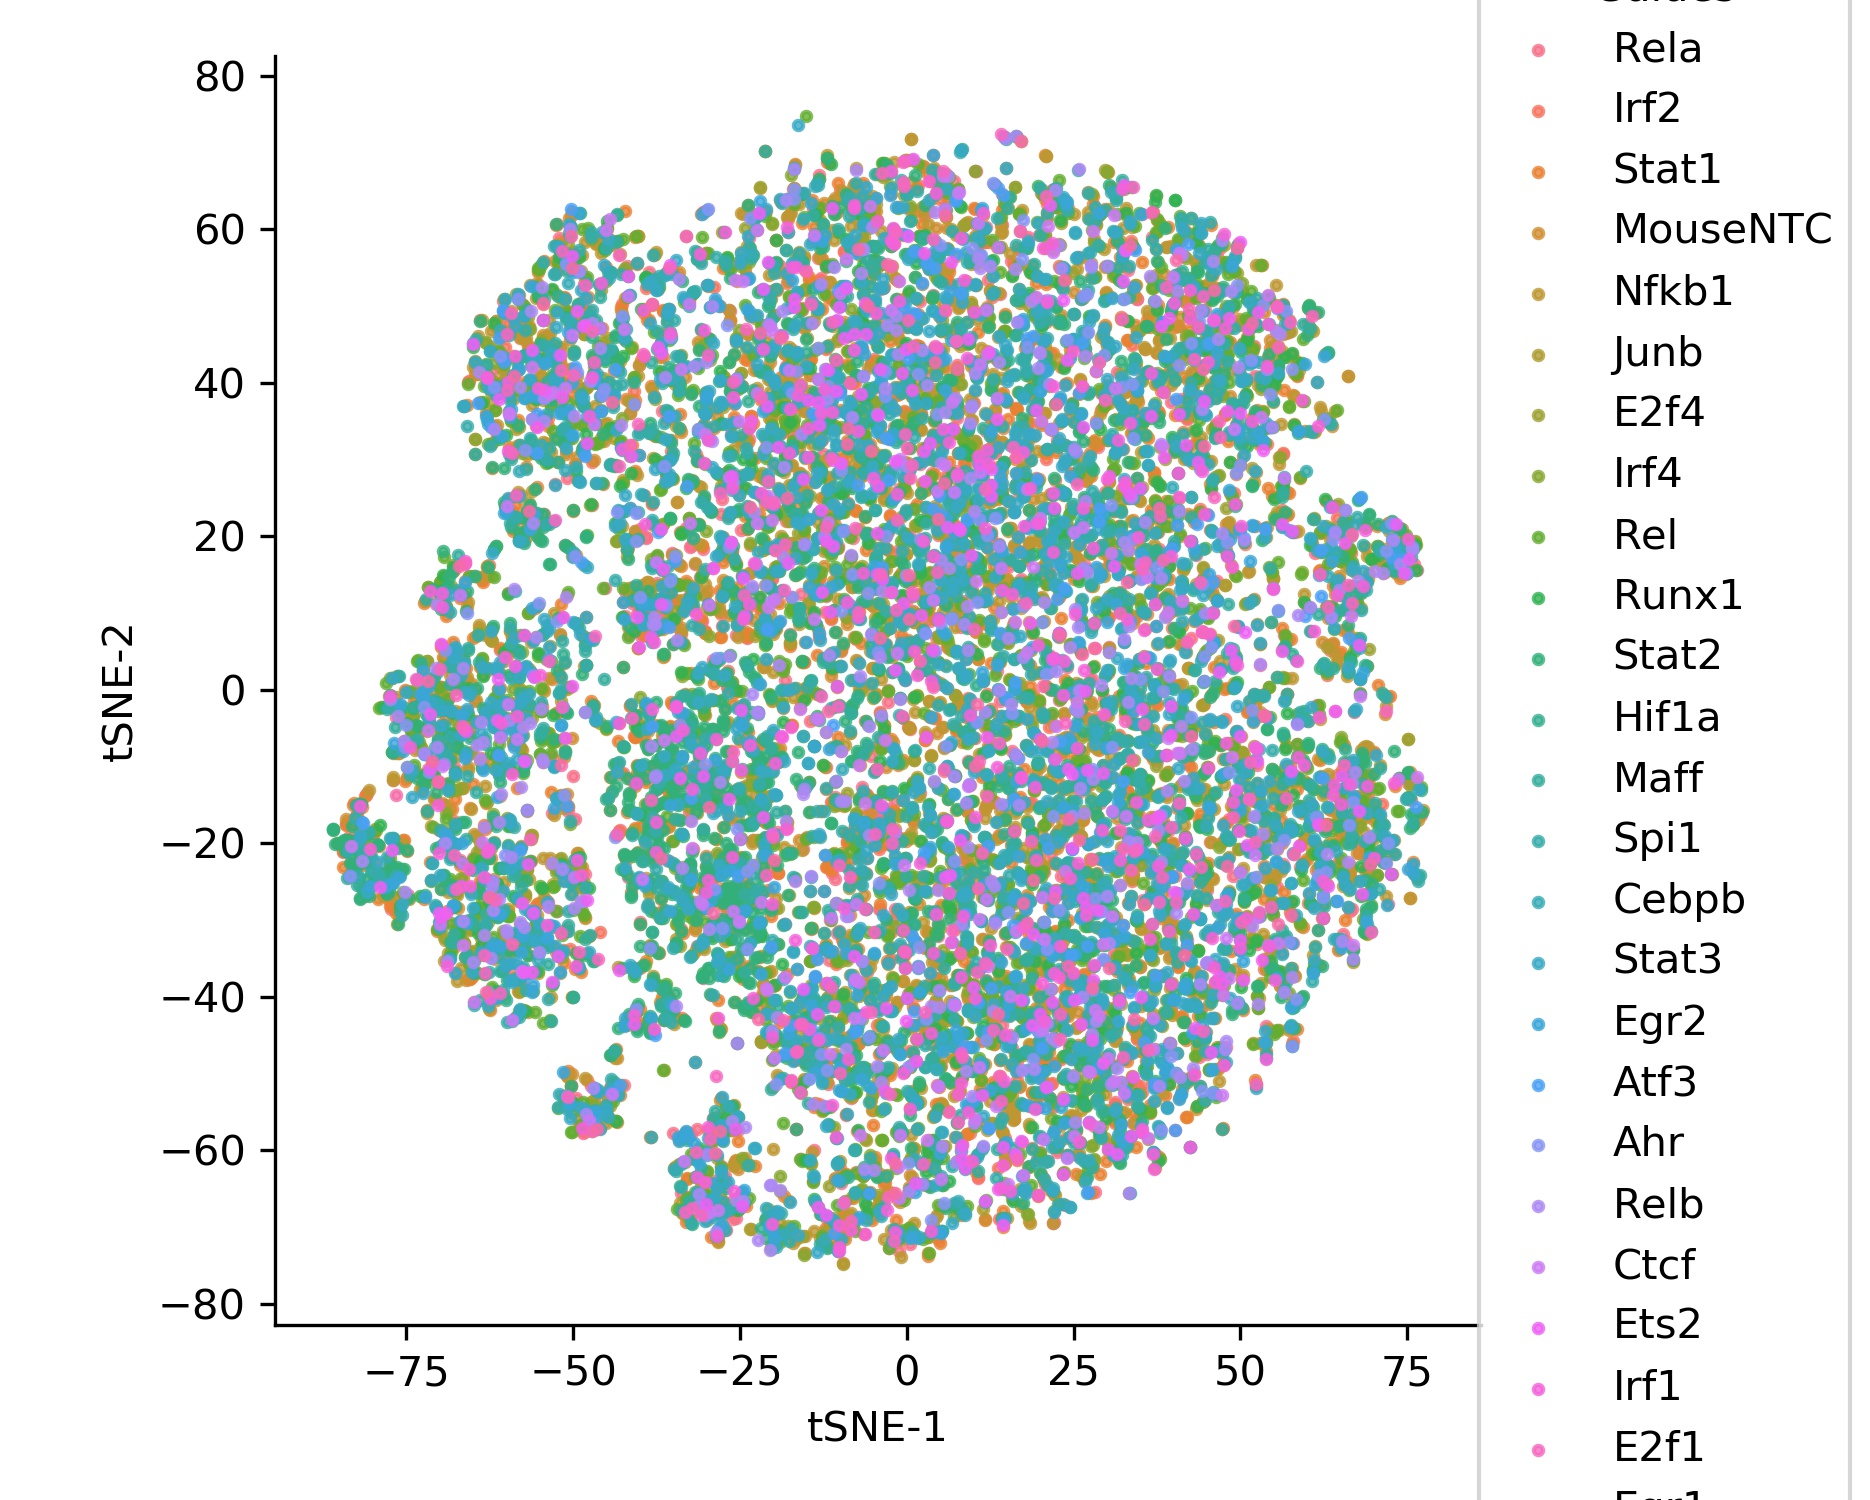 80
60
40
20
0
−20
−40
−60
−80
tSNE-2
−75 −50 −25 0 25 50 75
tSNE-1
Rela
Irf2
Stat1
MouseNTC
Nfkb1
Junb
E2f4
Irf4
Rel
Runx1
Stat2
Hif1a
Maff
Spi1
Cebpb
Stat3
Egr2
Atf3
Ahr
Relb
Ctcf
Ets2
Irf1
E2f1